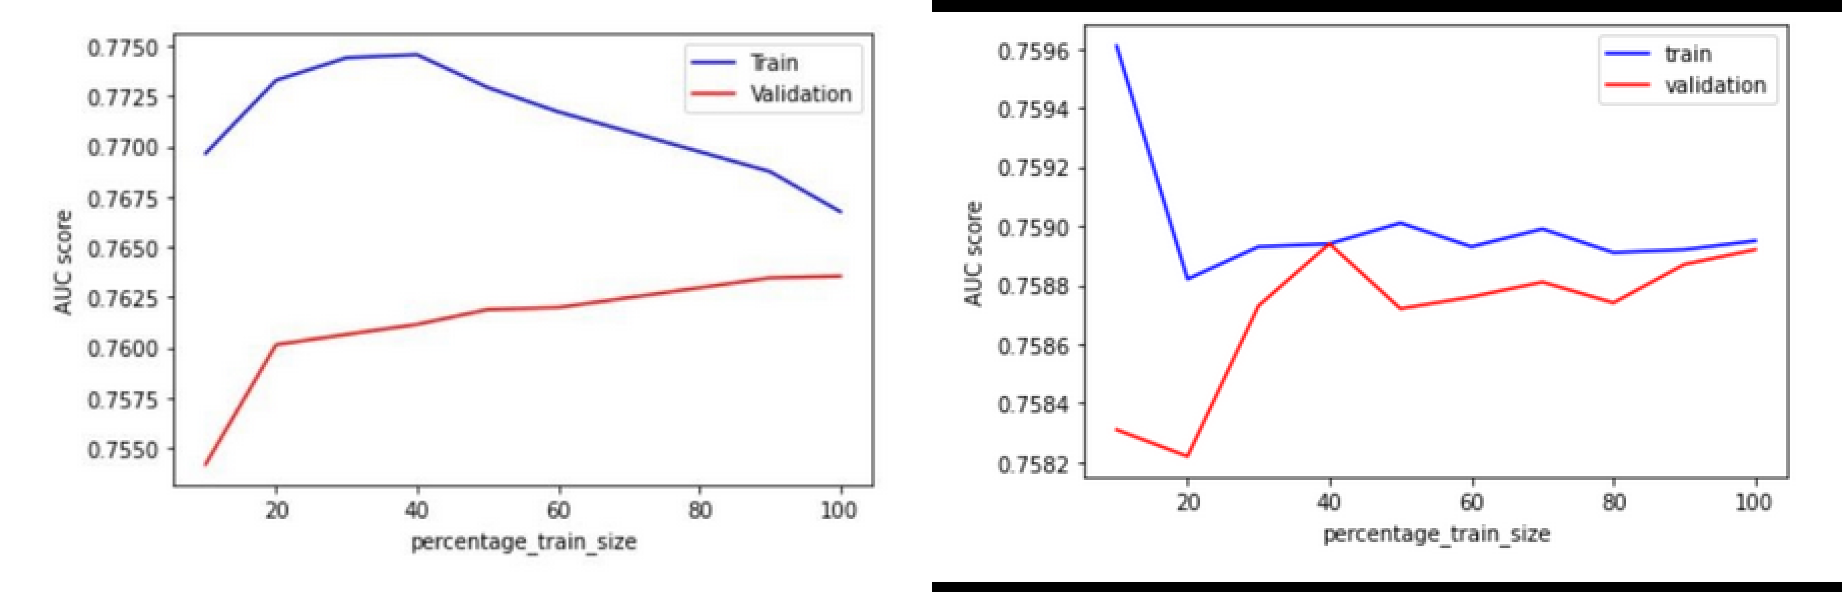 0.7750
0.7725
0.7700
0.7675
0.7650
0.7625
0.7600
0.7575
0.7550
AUC score
Train
Validation
20 40 60 80 100
percentage_train_size
0.7596
0.7594
0.7592
0.7590
0.7588
0.7586
0.7584
0.7582
AUC score
train
validation
20 40 60 80 100
percentage_train_size